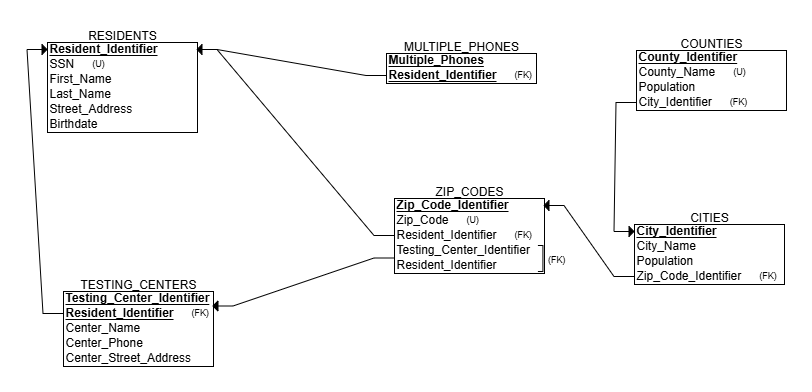 RESIDENTS
Resident_Identifier
SSN (U)
First_Name
Last_Name
Street_Address
Birthdate
MULTIPLE_PHONES
Multiple_Phones
Resident_Identifier (FK)
COUNTIES
County_Identifier
County_Name (U)
Population
City_Identifier (FK)
ZIP_CODES
Zip_Code_Identifier
Zip_Code (U)
Resident_Identifier (FK)
Testing_Center_Identifier
Resident_Identifier
(FK)
CITIES
City_Identifier
City_Name
Population
Zip_Code_Identifier (FK)
TESTING_CENTERS
Testing_Center_Identifier
Resident_Identifier (FK)
Center_Name
Center_Phone
Center_Street_Address